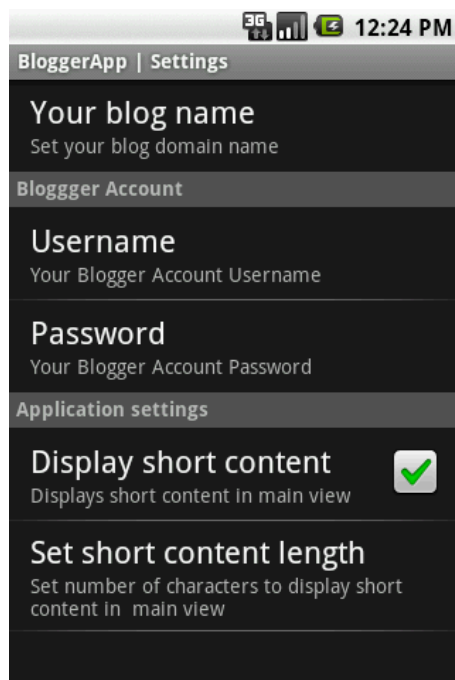 3G 12:24 PM
BloggerApp | Settings
Your blog name
Set your blog domain name
Bloggger Account
Username
Your Blogger Account Username
Password
Your Blogger Account Password
Application settings
Display short content
Displays short content in main view
Set short content length
Set number of characters to display short
content in  main view